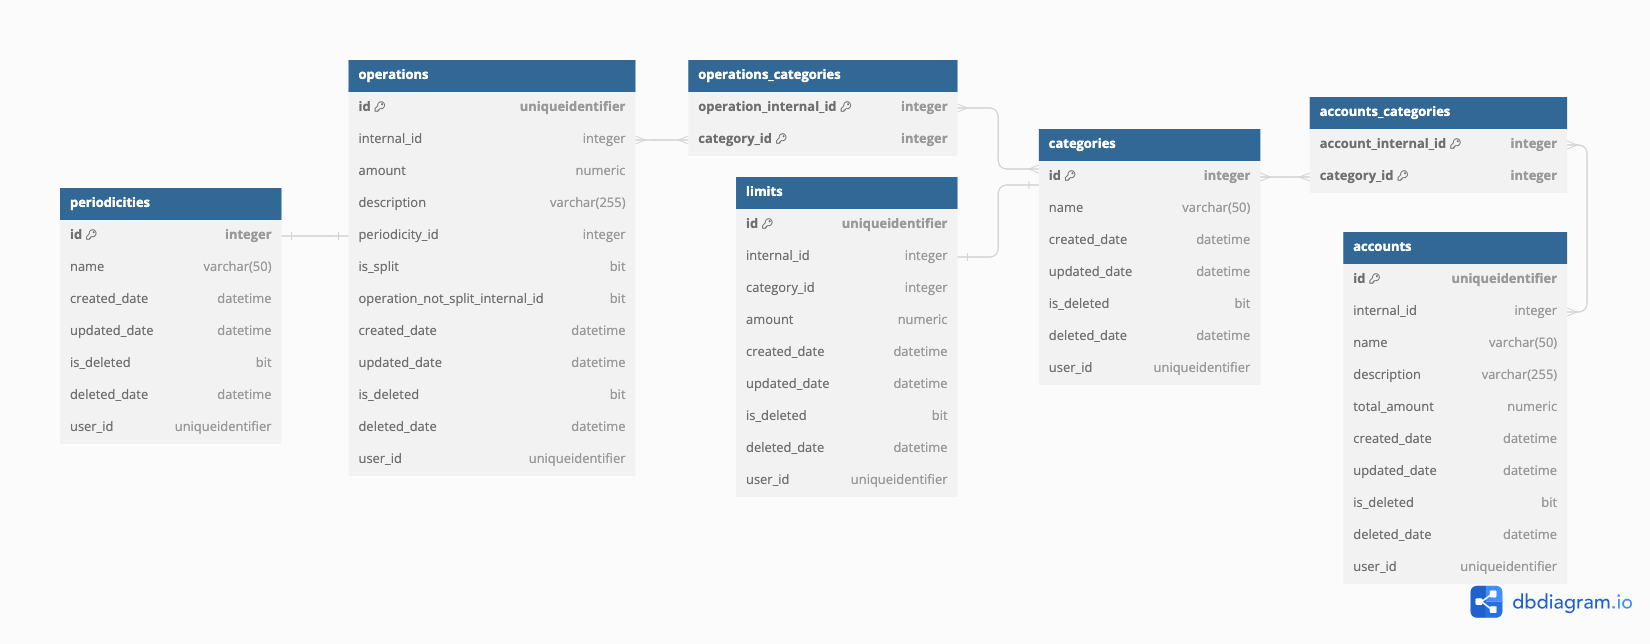 periodicities
id integer
name varchar(50)
created_date datetime
updated_date datetime
is_deleted bit
deleted_date datetime
user_id uniqueidentifier
operations
id uniqueidentifier
internal_id integer
amount numeric
description varchar(255)
periodicity_id integer
is_split bit
operation_not_split_internal_id bit
created_date datetime
updated_date datetime
is_deleted bit
deleted_date datetime
user_id uniqueidentifier
operations_categories
operation_internal_id integer
category_id integer
limits
id uniqueidentifier
internal_id integer
category_id integer
amount numeric
created_date datetime
updated_date datetime
is_deleted bit
deleted_date datetime
user_id uniqueidentifier
categories
id integer
name varchar(50)
created_date datetime
updated_date datetime
is_deleted bit
deleted_date datetime
user_id uniqueidentifier
accounts_categories
account_internal_id integer
category_id integer
accounts
id uniqueidentifier
internal_id integer
name varchar(50)
description varchar(255)
total_amount numeric
created_date datetime
updated_date datetime
is_deleted bit
deleted_date datetime
user_id uniqueidentifier
dbdiagram.io